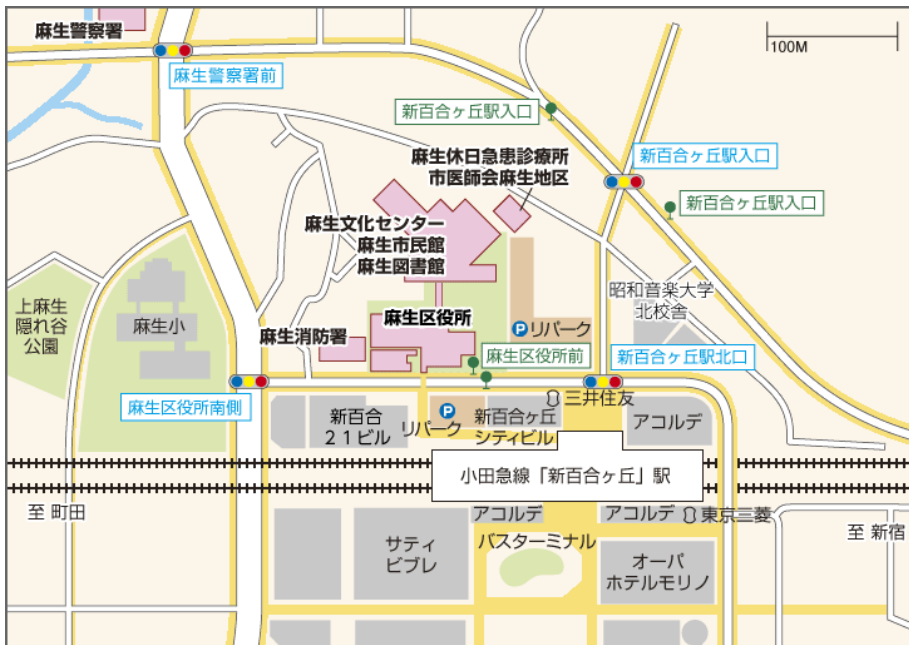 麻生警察署
100M
麻生警察署前
新百合ヶ丘駅入口
麻生休日急患診療所
市医師会麻生地区
新百合ヶ丘駅入口
新百合ヶ丘駅入口
麻生文化センター
麻生市民館
麻生図書館
昭和音楽大学
北校舎
上麻生
隠れ谷
公園
麻生小
麻生消防署
麻生区役所
P リパーク
麻生区役所前
新百合ヶ丘駅北口
麻生区役所南側
三井住友
新百合
21ビル
P
リパーク
新百合ヶ丘
シティビル
アコルデ
小田急線「新百合ヶ丘」駅
至 町田
アコルデ
アコルデ
東京三菱
至 新宿
サティ
ビブレ
バスターミナル
オーパ
ホテルモリノ